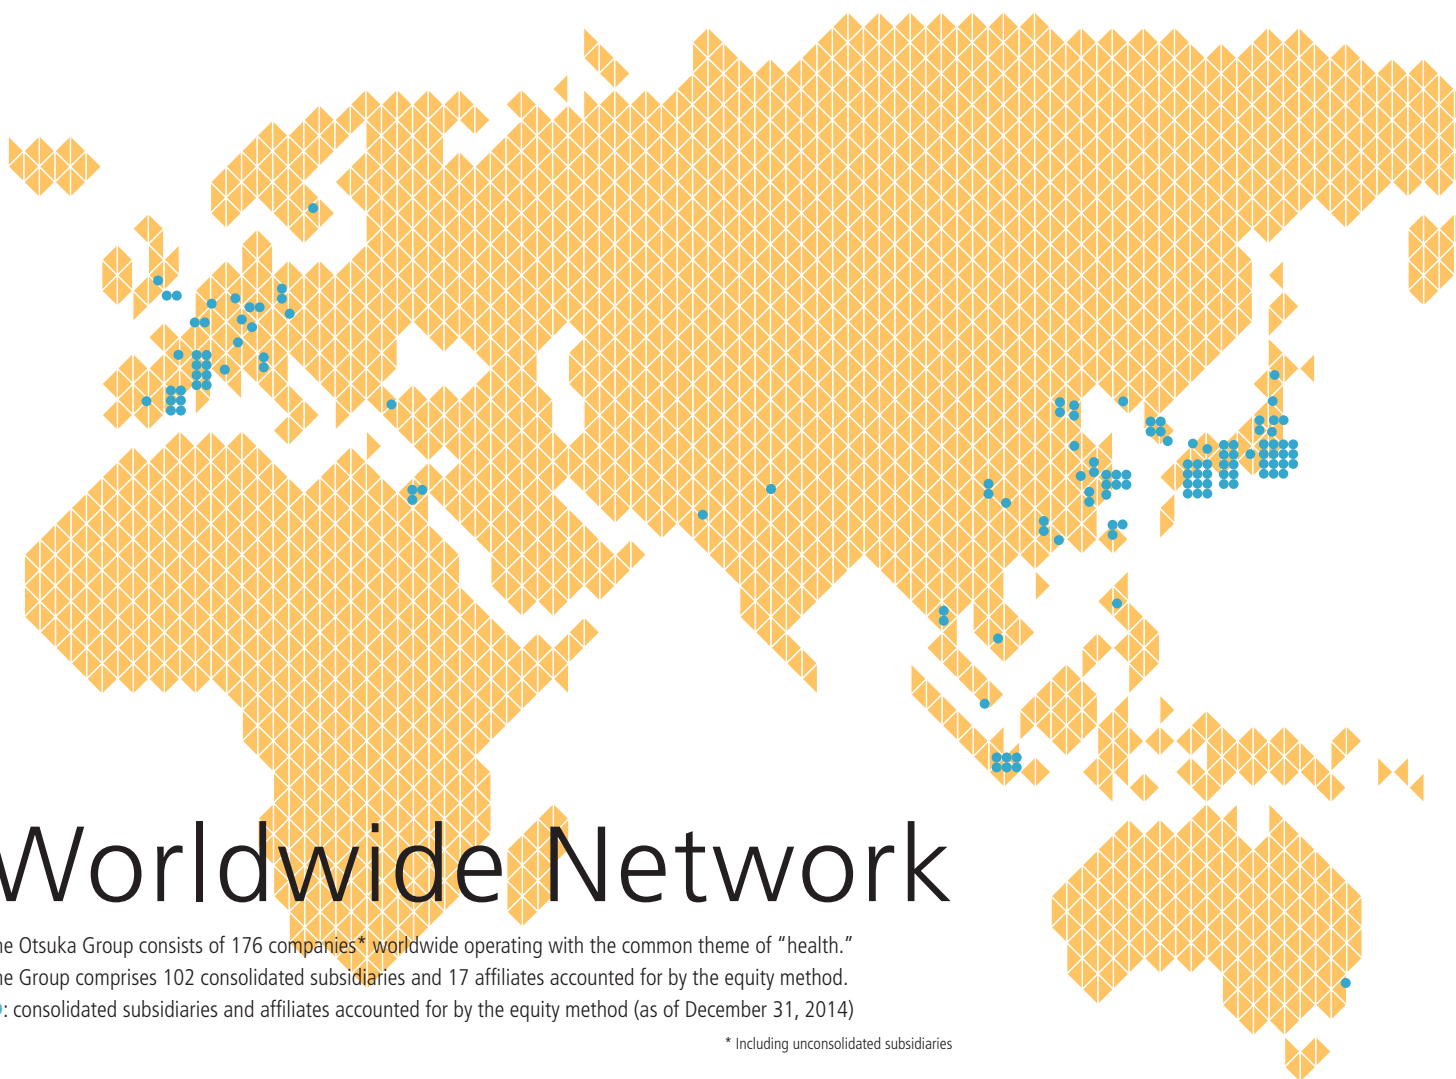 Worldwide Network
he Otsuka Group consists of 176 companies* worldwide operating with the common theme of “health.”
he Group comprises 102 consolidated subsidiaries and 17 affiliates accounted for by the equity method.
: consolidated subsidiaries and affiliates accounted for by the equity method (as of December 31, 2014)
* Including unconsolidated subsidiaries